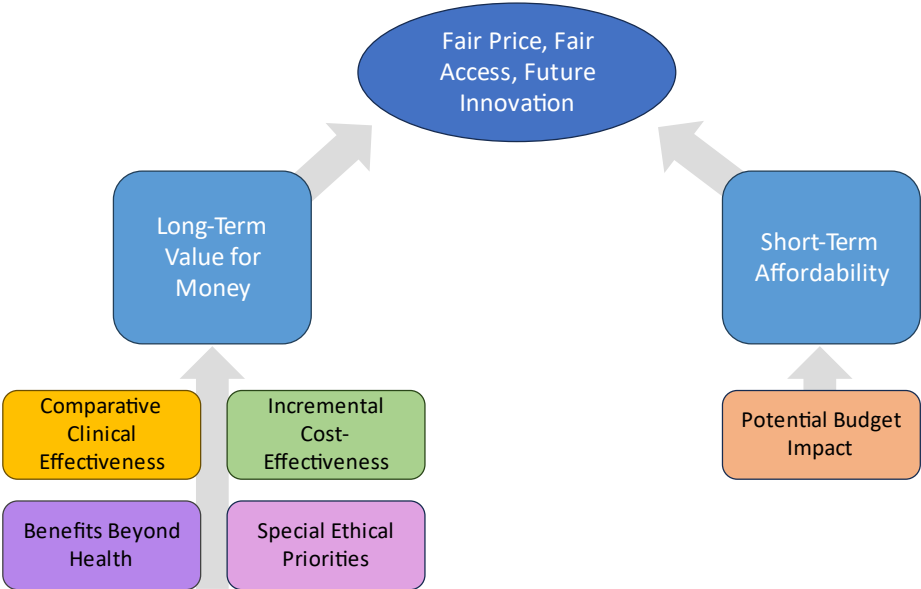 Fair Price, Fair
Access, Future
Innovation
Long-Term
Value for
Money
Short-Term
Affordability
Comparative
Clinical
Effectiveness
Incremental
Cost-
Effectiveness
Potential Budget
Impact
Benefits Beyond
Health
Special Ethical
Priorities